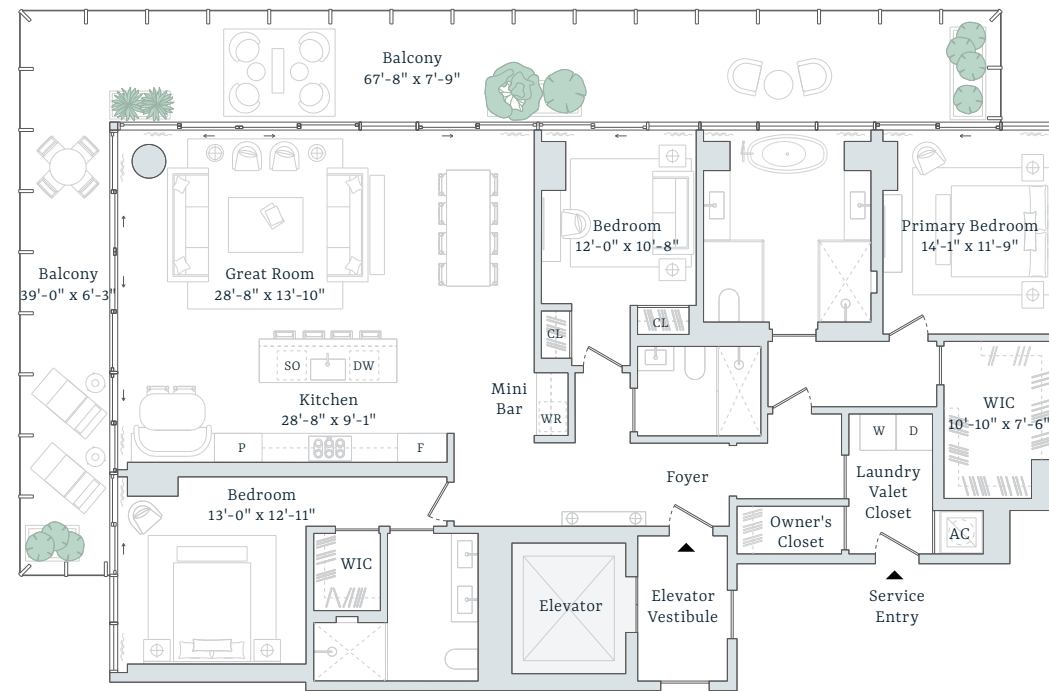 Balcony
67'-8" x 7'-9"
Bedroom
12'-0" x 10'-8"
Primary Bedroom
14'-1" x 11'-9"
Balcony
39'-0" x 6'-3"
Great Room
28'-8" x 13'-10"
CL
CL
SO
DW
Kitchen
28'-8" x 9'-1"
Mini
Bar
WR
WIC
10'-10" x 7'-6"
P
F
W
D
Foyer
Laundry
Valet
Closet
Bedroom
13'-0" x 12'-11"
Owner's
Closet
AC
WIC
Elevator
Elevator
Vestibule
Service
Entry